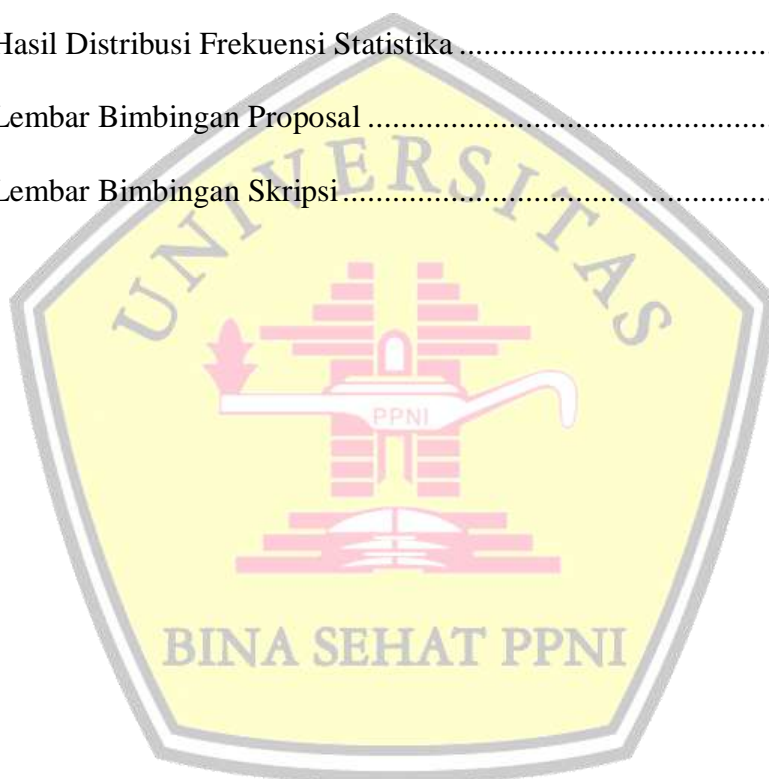 Hasil Distribusi Frekuensi Statistika .....................................
Lembar Bimbingan Proposal ................................................
Lembar Bimbingan Skripsi...................................................
UNIVERSITAS
PPNI
BINA SEHAT PPNI